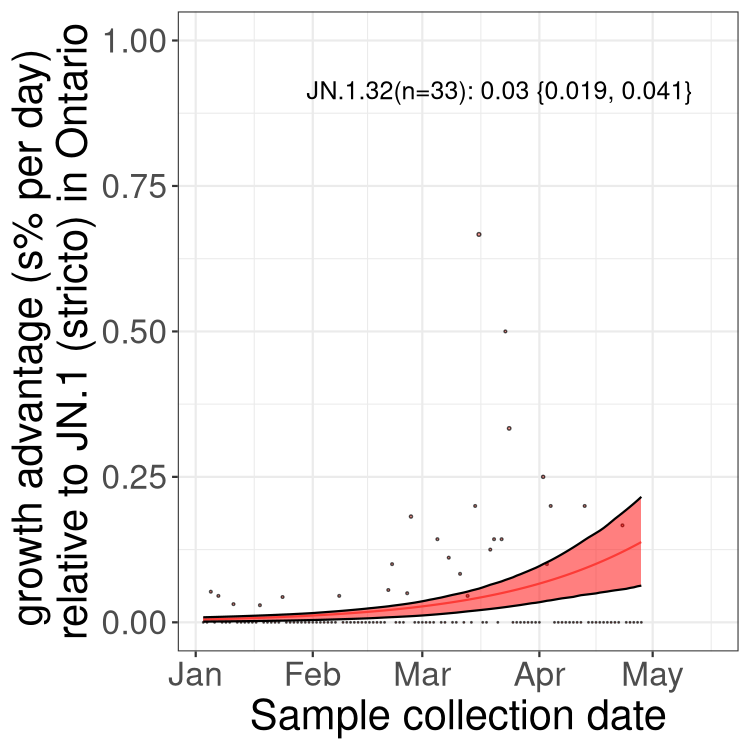 growth advantage (s% per day)
relative to JN.1 (stricto) in Ontario
1.00
0.75
0.50
0.25
0.00
JN.1.32(n=33): 0.03 {0.019, 0.041}
Jan Feb Mar Apr May
Sample collection date